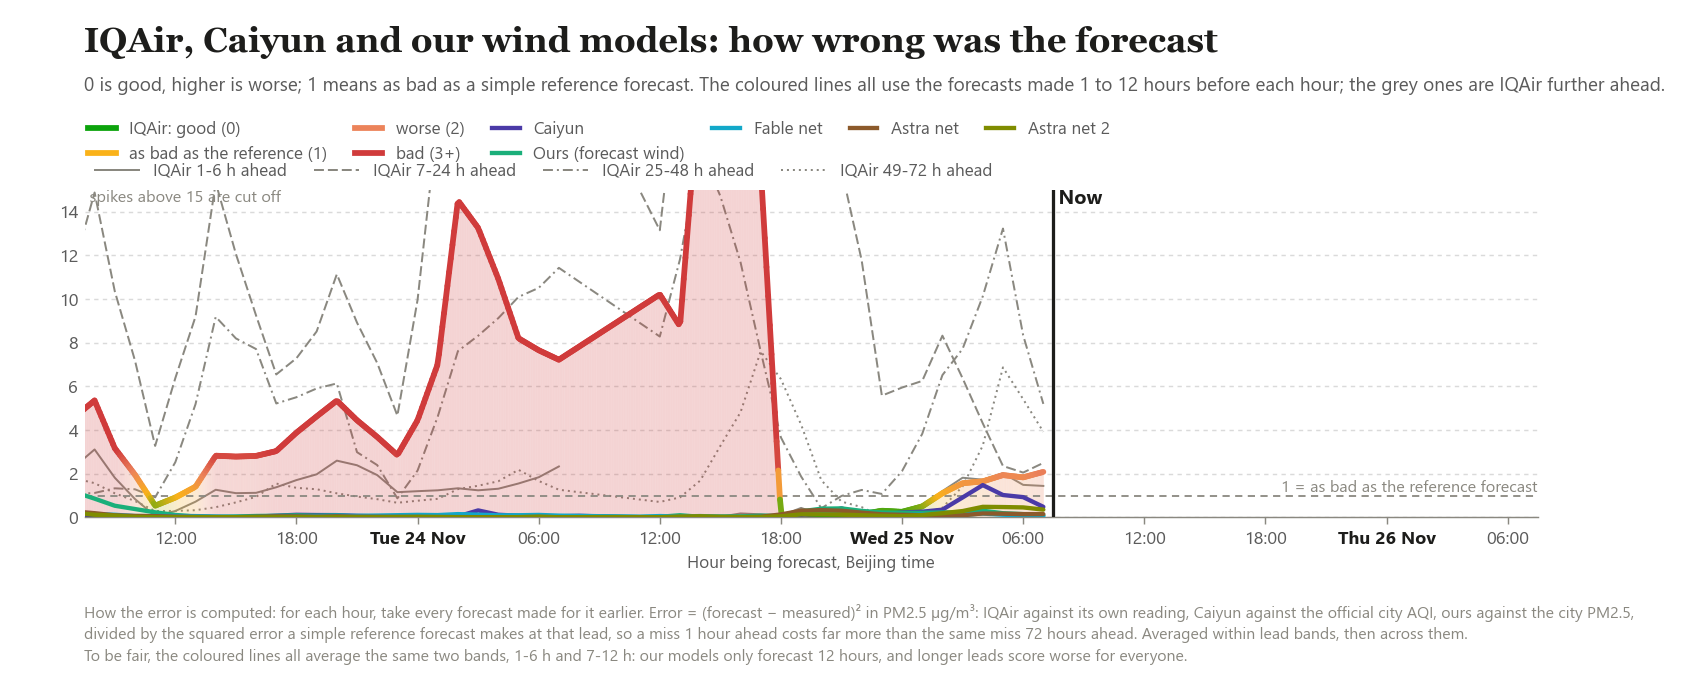 IQAir, Caiyun and our wind models: how wrong was the forecast
0 is good, higher is worse; 1 means as bad as a simple reference forecast. The coloured lines all use the forecasts made 1 to 12 hours before each hour; the grey ones are IQAir further ahead.
IQAir: good (0) worse (2) Caiyun Fable net Astra net Astra net 2
as bad as the reference (1) bad (3+) Ours (forecast wind)
IQAir 1-6 h ahead IQAir 7-24 h ahead IQAir 25-48 h ahead IQAir 49-72 h ahead
spikes above 15 are cut off
Now
14
12
10
8
6
4
2
1 = as bad as the reference forecast
0
12:00 18:00 Tue 24 Nov 06:00 12:00 18:00 Wed 25 Nov 06:00 12:00 18:00 Thu 26 Nov 06:00
Hour being forecast, Beijing time
How the error is computed: for each hour, take every forecast made for it earlier. Error = (forecast − measured)² in PM2.5 µg/m³: IQAir against its own reading, Caiyun against the official city AQI, ours against the city PM2.5,
divided by the squared error a simple reference forecast makes at that lead, so a miss 1 hour ahead costs far more than the same miss 72 hours ahead. Averaged within lead bands, then across them.
To be fair, the coloured lines all average the same two bands, 1-6 h and 7-12 h: our models only forecast 12 hours, and longer leads score worse for everyone.